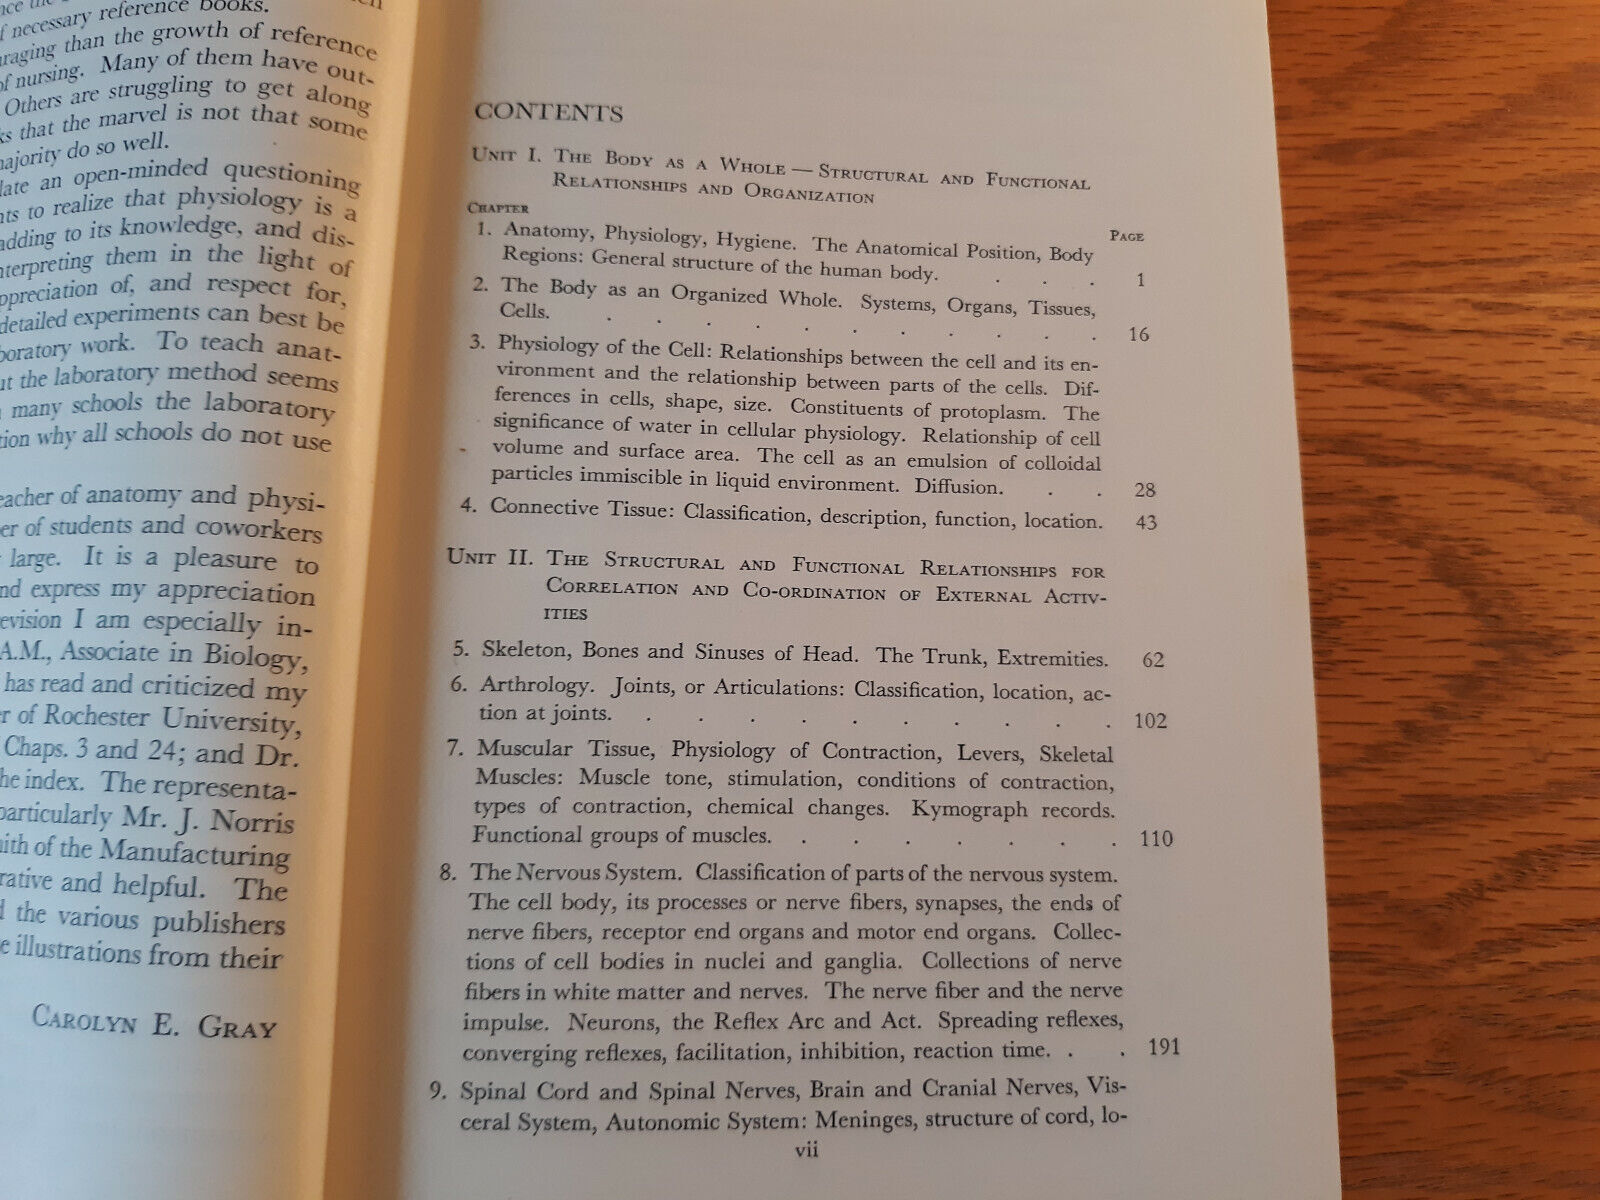 f necessary reference books.
than the growth of reference
of nursing. Many of them have out-
Others are struggling to get along
that the marvel is not that some
do so well.
an open-minded questioning
to realize that physiology is a
adding to its knowledge, and dis-
them in the light of
of, and respect for,
detailed experiments can best be
work. To teach anat-
the laboratory method seems
many schools the laboratory
why all schools do not use
of anatomy and physi-
er of students and coworkers
large. It is a pleasure to
express my appreciation
I am especially in-
A.M., Associate in Biology,
has read and criticized my
r of Rochester University,
Chaps. 3 and 24; and Dr.
he index. The representa-
particularly Mr. J. Norris
of the Manufacturing
and helpful. The
the various publishers
e illustrations from their
Carolyn E. Gray
CONTENTS
Unit I. The Body as a Whole — Structural and Functional
Relationships and Organization
Chapter Page
1. Anatomy, Physiology, Hygiene. The Anatomical Position, Body
Regions: General structure of the human body. . . . 1
2. The Body as an Organized Whole. Systems, Organs, Tissues,
Cells. . . . . . . . . . . . 16
3. Physiology of the Cell: Relationships between the cell and its en-
vironment and the relationship between parts of the cells. Dif-
ferences in cells, shape, size. Constituents of protoplasm. The
significance of water in cellular physiology. Relationship of cell
volume and surface area. The cell as an emulsion of colloidal
particles immiscible in liquid environment. Diffusion. . . 28
4. Connective Tissue: Classification, description, function, location. 43
Unit II. The Structural and Functional Relationships for
Correlation and Co-ordination of External Activ-
ities
5. Skeleton, Bones and Sinuses of Head. The Trunk, Extremities. 62
6. Arthrology. Joints, or Articulations: Classification, location, ac-
tion at joints. . . . . . . . . . . 102
7. Muscular Tissue, Physiology of Contraction, Levers, Skeletal
Muscles: Muscle tone, stimulation, conditions of contraction,
types of contraction, chemical changes. Kymograph records.
Functional groups of muscles. . . . . . . . 110
8. The Nervous System. Classification of parts of the nervous system.
The cell body, its processes or nerve fibers, synapses, the ends of
nerve fibers, receptor end organs and motor end organs. Collec-
tions of cell bodies in nuclei and ganglia. Collections of nerve
fibers in white matter and nerves. The nerve fiber and the nerve
impulse. Neurons, the Reflex Arc and Act. Spreading reflexes,
converging reflexes, facilitation, inhibition, reaction time. . . 191
9. Spinal Cord and Spinal Nerves, Brain and Cranial Nerves, Vis-
ceral System, Autonomic System: Meninges, structure of cord, lo-
vii